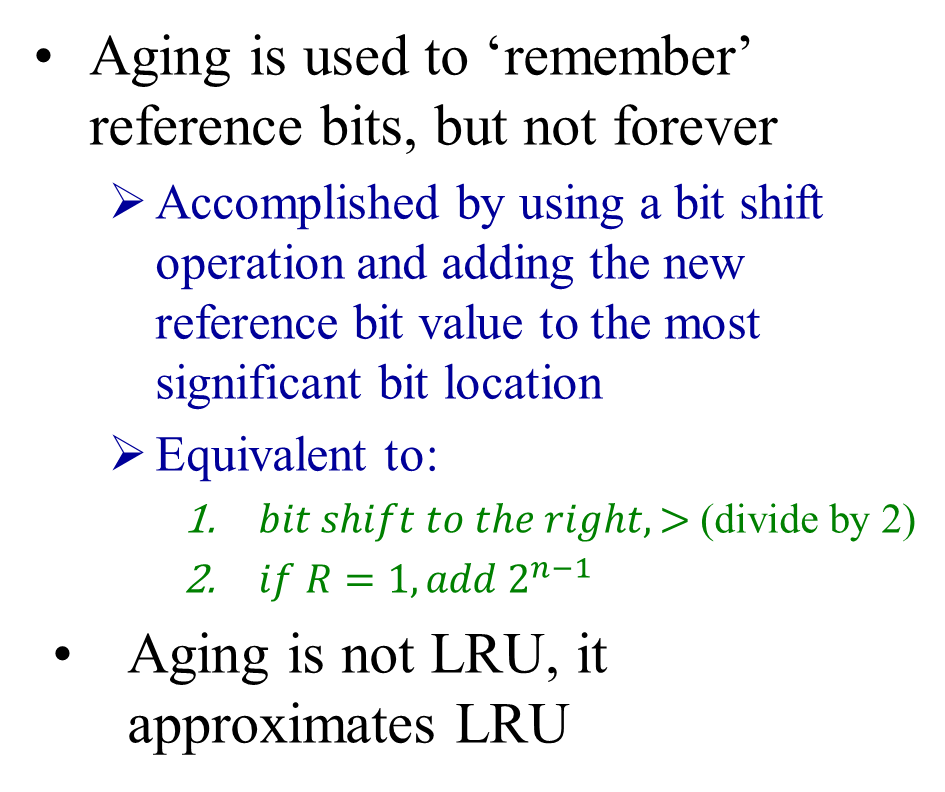 • Aging is used to ‘remember’
reference bits, but not forever
➢ Accomplished by using a bit shift
operation and adding the new
reference bit value to the most
significant bit location
➢ Equivalent to:
1. bit shift to the right, > (divide by 2)
2. if R = 1, add 2^{n−1}
• Aging is not LRU, it
approximates LRU